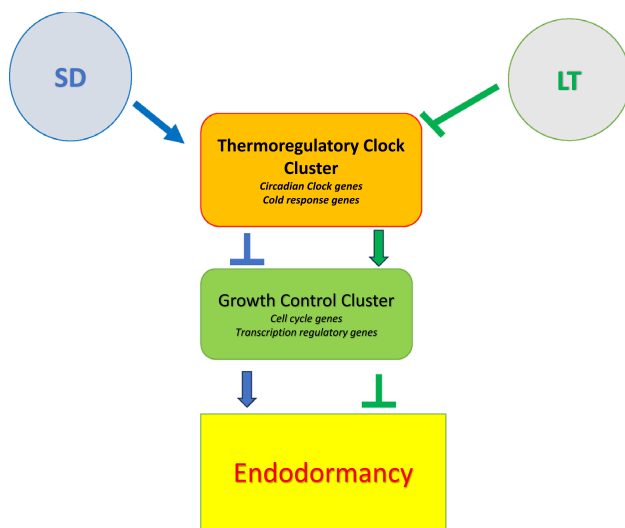 SD
LT
Thermoregulatory Clock
Cluster
Circadian Clock genes
Cold response genes
Growth Control Cluster
Cell cycle genes
Transcription regulatory genes
Endodormancy